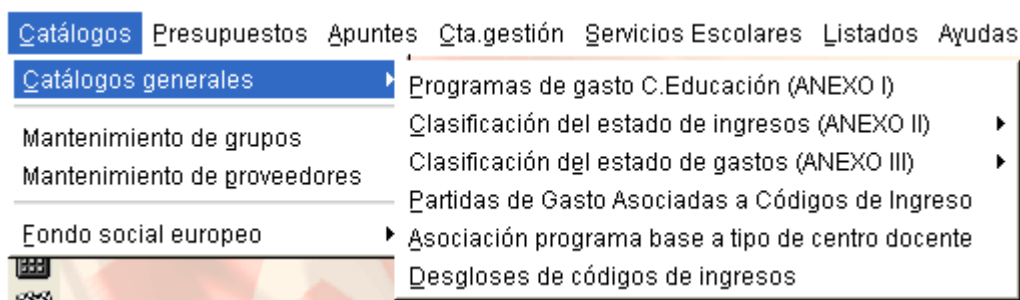 Catálogos Presupuestos Apuntes Cta.gestión Servicios Escolares Listados Ayudas
Catálogos generales
Mantenimiento de grupos
Mantenimiento de proveedores
Fondo social europeo
Programas de gasto C.Educación (ANEXO I)
Clasificación del estado de ingresos (ANEXO II)
Clasificación del estado de gastos (ANEXO III)
Partidas de Gasto Asociadas a Códigos de Ingreso
Asociación programa base a tipo de centro docente
Desgloses de códigos de ingresos